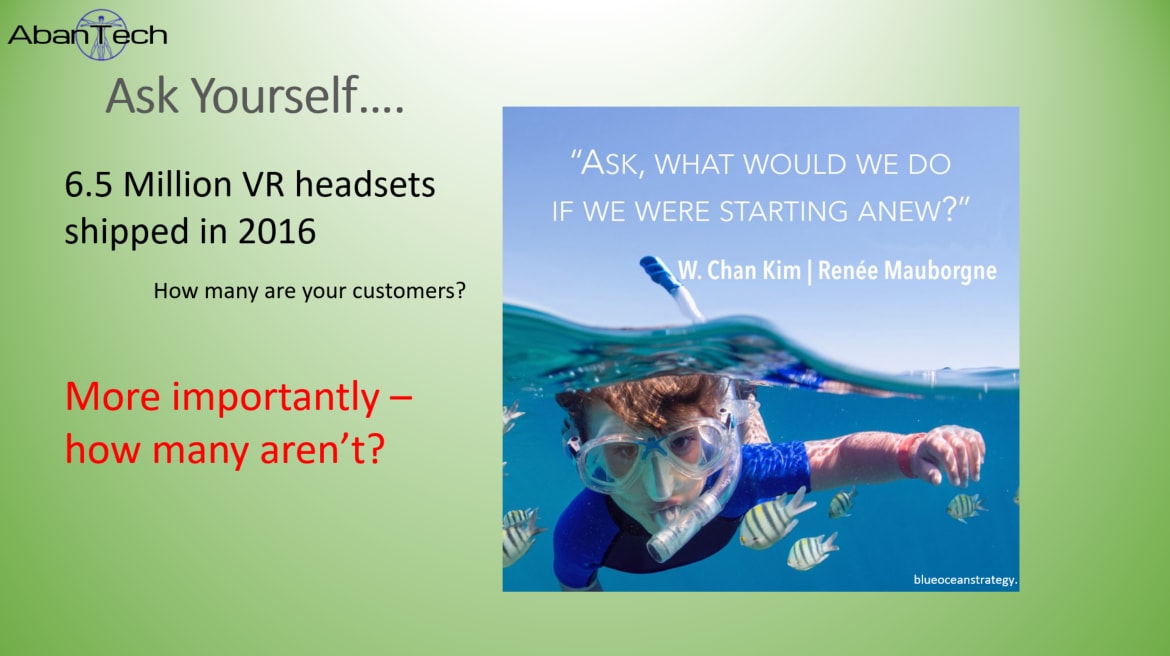 AbanTech
Ask Yourself....
6.5 Million VR headsets
shipped in 2016
How many are your customers?
More importantly –
how many aren’t?
“ASK, WHAT WOULD WE DO
IF WE WERE STARTING ANEW?”
W. Chan Kim | Renée Mauborgne
blueoceanstrategy.